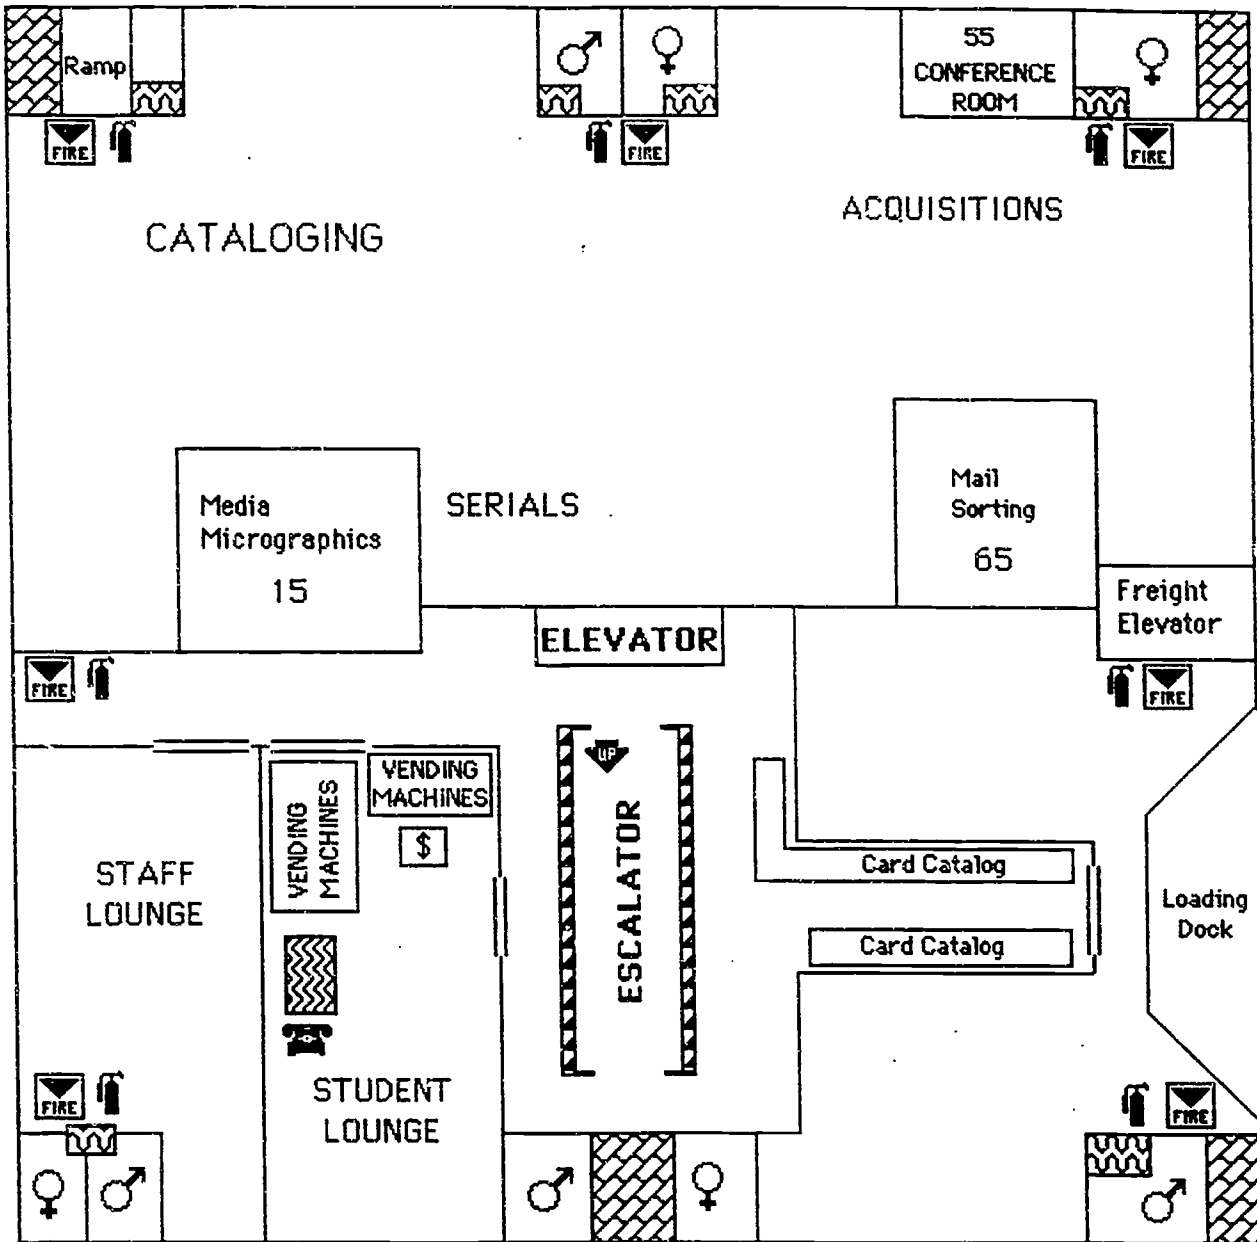 Ramp
55
CONFERENCE
ROOM
FIRE
FIRE
FIRE
CATALOGING
ACQUISITIONS
Media
Micrographics
15
SERIALS
Mail
Sorting
65
Freight
Elevator
ELEVATOR
FIRE
FIRE
UP
VENDING
MACHINES
VENDING
MACHINES
$
ESCALATOR
Card Catalog
STAFF
LOUNGE
Loading
Dock
Card Catalog
FIRE
STUDENT
LOUNGE
FIRE